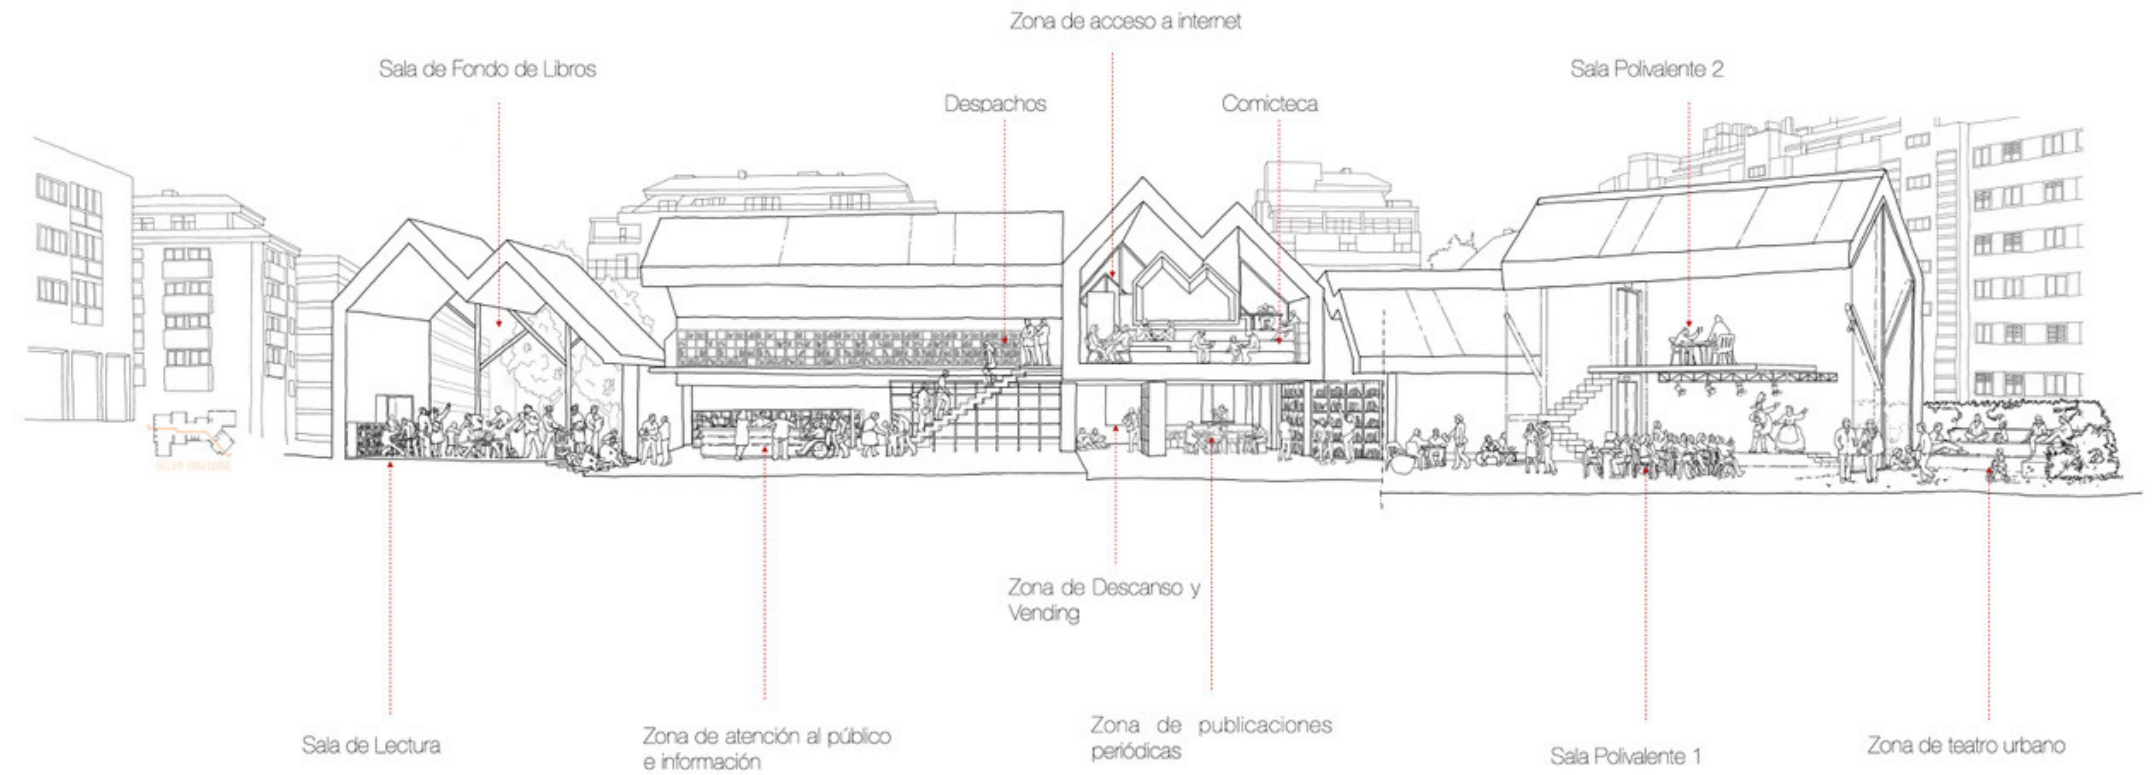 Zona de acceso a internet
Sala de Fondo de Libros
Sala Polivalente 2
Despachos
Comicteca
Zona de Descanso y
Vending
Zona de publicaciones
periódicas
Sala de Lectura
Zona de atención al público
e información
Sala Polivalente 1
Zona de teatro urbano